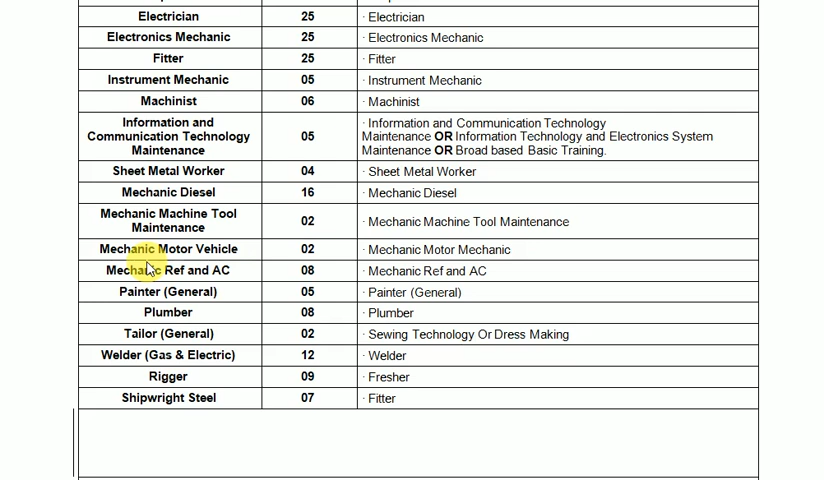 Electrician 25 · Electrician
Electronics Mechanic 25 · Electronics Mechanic
Fitter 25 · Fitter
Instrument Mechanic 05 · Instrument Mechanic
Machinist 06 · Machinist
Information and
Communication Technology
Maintenance
05
· Information and Communication Technology
Maintenance OR Information Technology and Electronics System
Maintenance OR Broad based Basic Training.
Sheet Metal Worker 04 · Sheet Metal Worker
Mechanic Diesel 16 · Mechanic Diesel
Mechanic Machine Tool
Maintenance
02 · Mechanic Machine Tool Maintenance
Mechanic Motor Vehicle 02 · Mechanic Motor Mechanic
Mechanic Ref and AC 08 · Mechanic Ref and AC
Painter (General) 05 · Painter (General)
Plumber 08 · Plumber
Tailor (General) 02 · Sewing Technology Or Dress Making
Welder (Gas & Electric) 12 · Welder
Rigger 09 · Fresher
Shipwright Steel 07 · Fitter